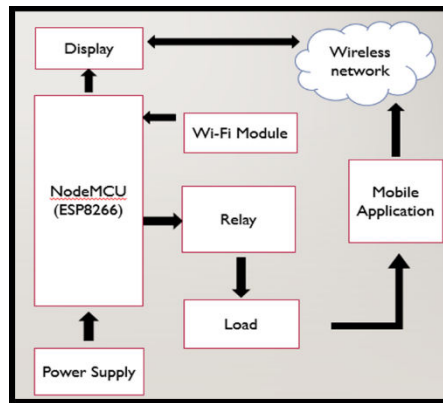 Display
Wireless
network
Wi-Fi Module
NodeMCU
(ESP8266)
Mobile
Application
Relay
Load
Power Supply